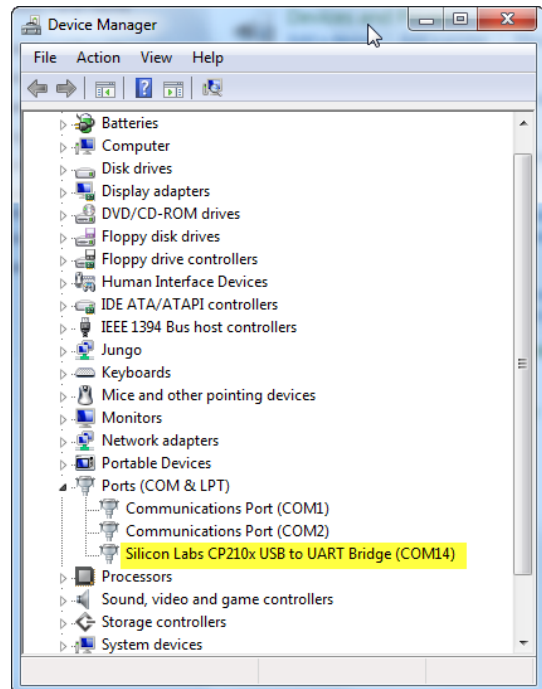 Device Manager
File Action View Help
Batteries
Computer
Disk drives
Display adapters
DVD/CD-ROM drives
Floppy disk drives
Floppy drive controllers
Human Interface Devices
IDE ATA/ATAPI controllers
IEEE 1394 Bus host controllers
Jungo
Keyboards
Mice and other pointing devices
Monitors
Network adapters
Portable Devices
Ports (COM & LPT)
Communications Port (COM1)
Communications Port (COM2)
Silicon Labs CP210x USB to UART Bridge (COM14)
Processors
Sound, video and game controllers
Storage controllers
System devices